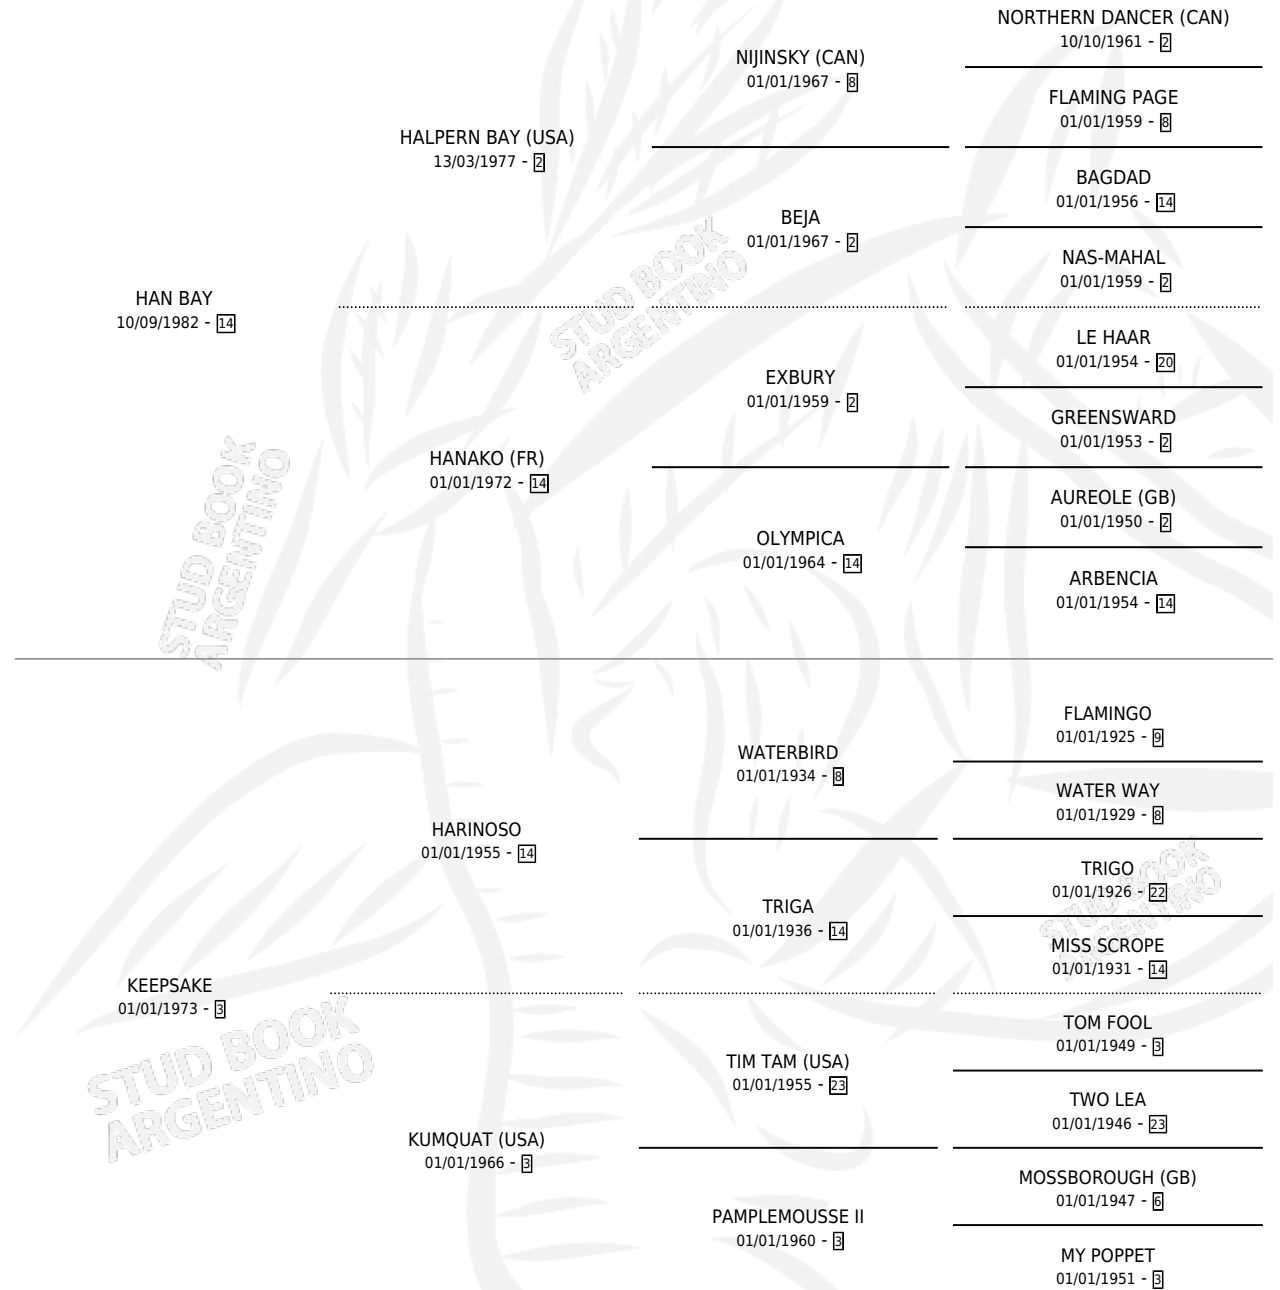 NORTHERN DANCER (CAN)
10/10/1961 - 2
NIJINSKY (CAN)
01/01/1967 - 8
FLAMING PAGE
01/01/1959 - 8
HALPERN BAY (USA)
13/03/1977 - 2
BAGDAD
01/01/1956 - 14
BEJA
01/01/1967 - 2
NAS-MAHAL
01/01/1959 - 2
HAN BAY
10/09/1982 - 14
LE HAAR
01/01/1954 - 20
EXBURY
01/01/1959 - 2
GREENSWARD
01/01/1953 - 2
HANAKO (FR)
01/01/1972 - 14
AUREOLE (GB)
01/01/1950 - 2
OLYMPICA
01/01/1964 - 14
ARBENCIA
01/01/1954 - 14
FLAMINGO
01/01/1925 - 9
WATERBIRD
01/01/1934 - 8
WATER WAY
01/01/1929 - 8
HARINOSO
01/01/1955 - 14
TRIGO
01/01/1926 - 22
TRIGA
01/01/1936 - 14
MISS SCROPE
01/01/1931 - 14
KEEPSAKE
01/01/1973 - 3
TOM FOOL
01/01/1949 - 3
TIM TAM (USA)
01/01/1955 - 23
TWO LEA
01/01/1946 - 23
KUMQUAT (USA)
01/01/1966 - 3
MOSSBOROUGH (GB)
01/01/1947 - 6
PAMPLEMOUSSE II
01/01/1960 - 3
MY POPPET
01/01/1951 - 3
STUD BOOK
ARGENTINO
STUD BOOK
ARGENTINO
STUD BOOK
ARGENTINO
STUD BOOK
ARGENTINO